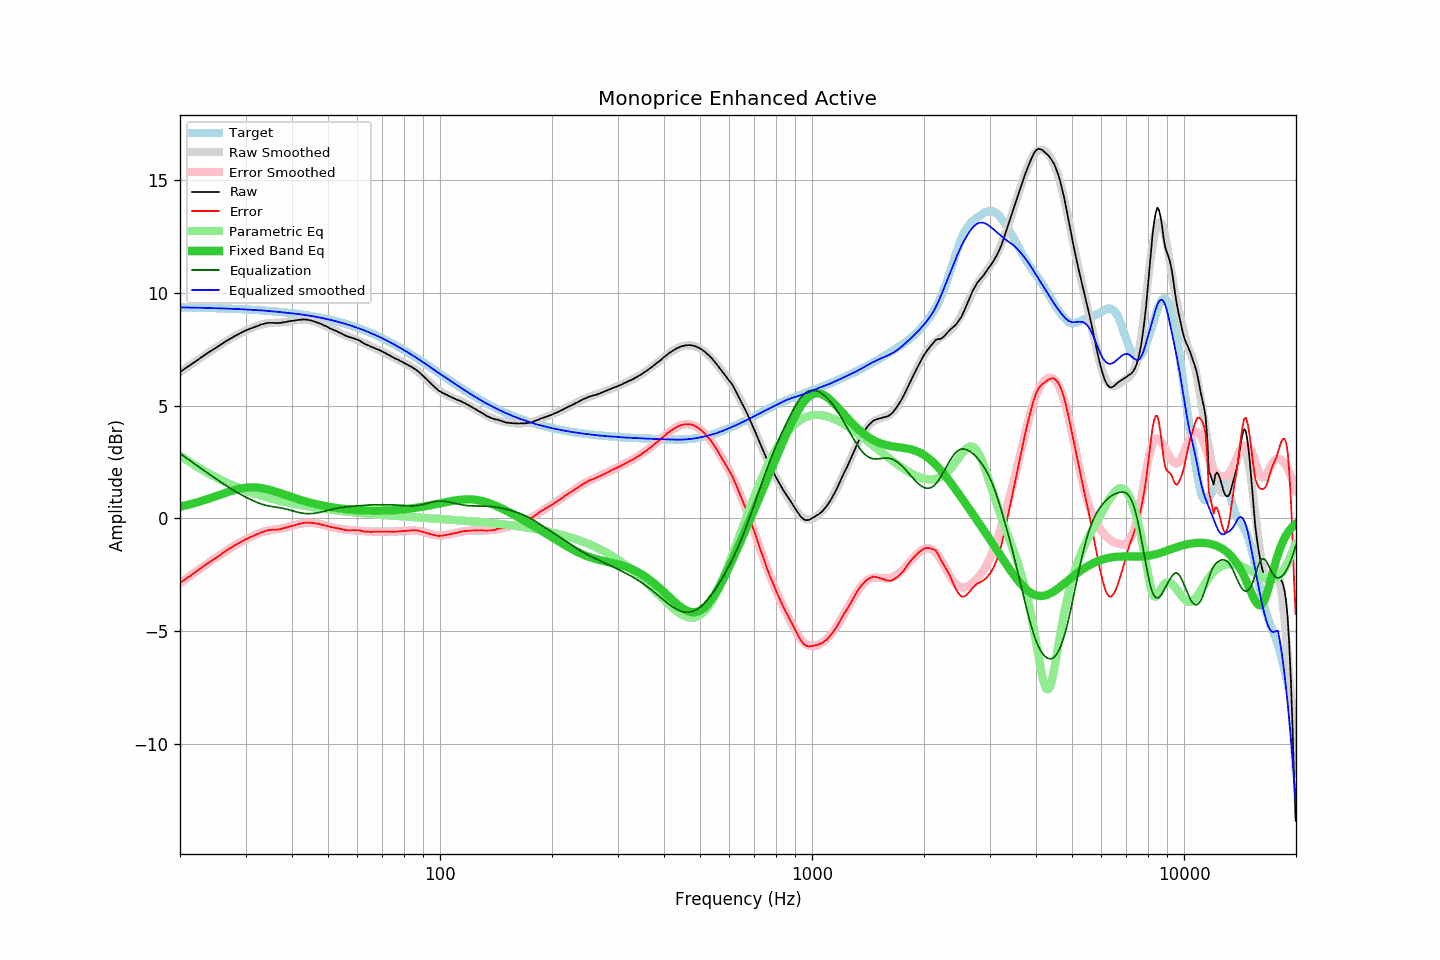 Monoprice Enhanced Active
Target
Raw Smoothed
Error Smoothed
Raw
Error
Parametric Eq
Fixed Band Eq
Equalization
Equalized smoothed
Amplitude (dBr)
15
10
5
0
−5
−10
100
1000
10000
Frequency (Hz)